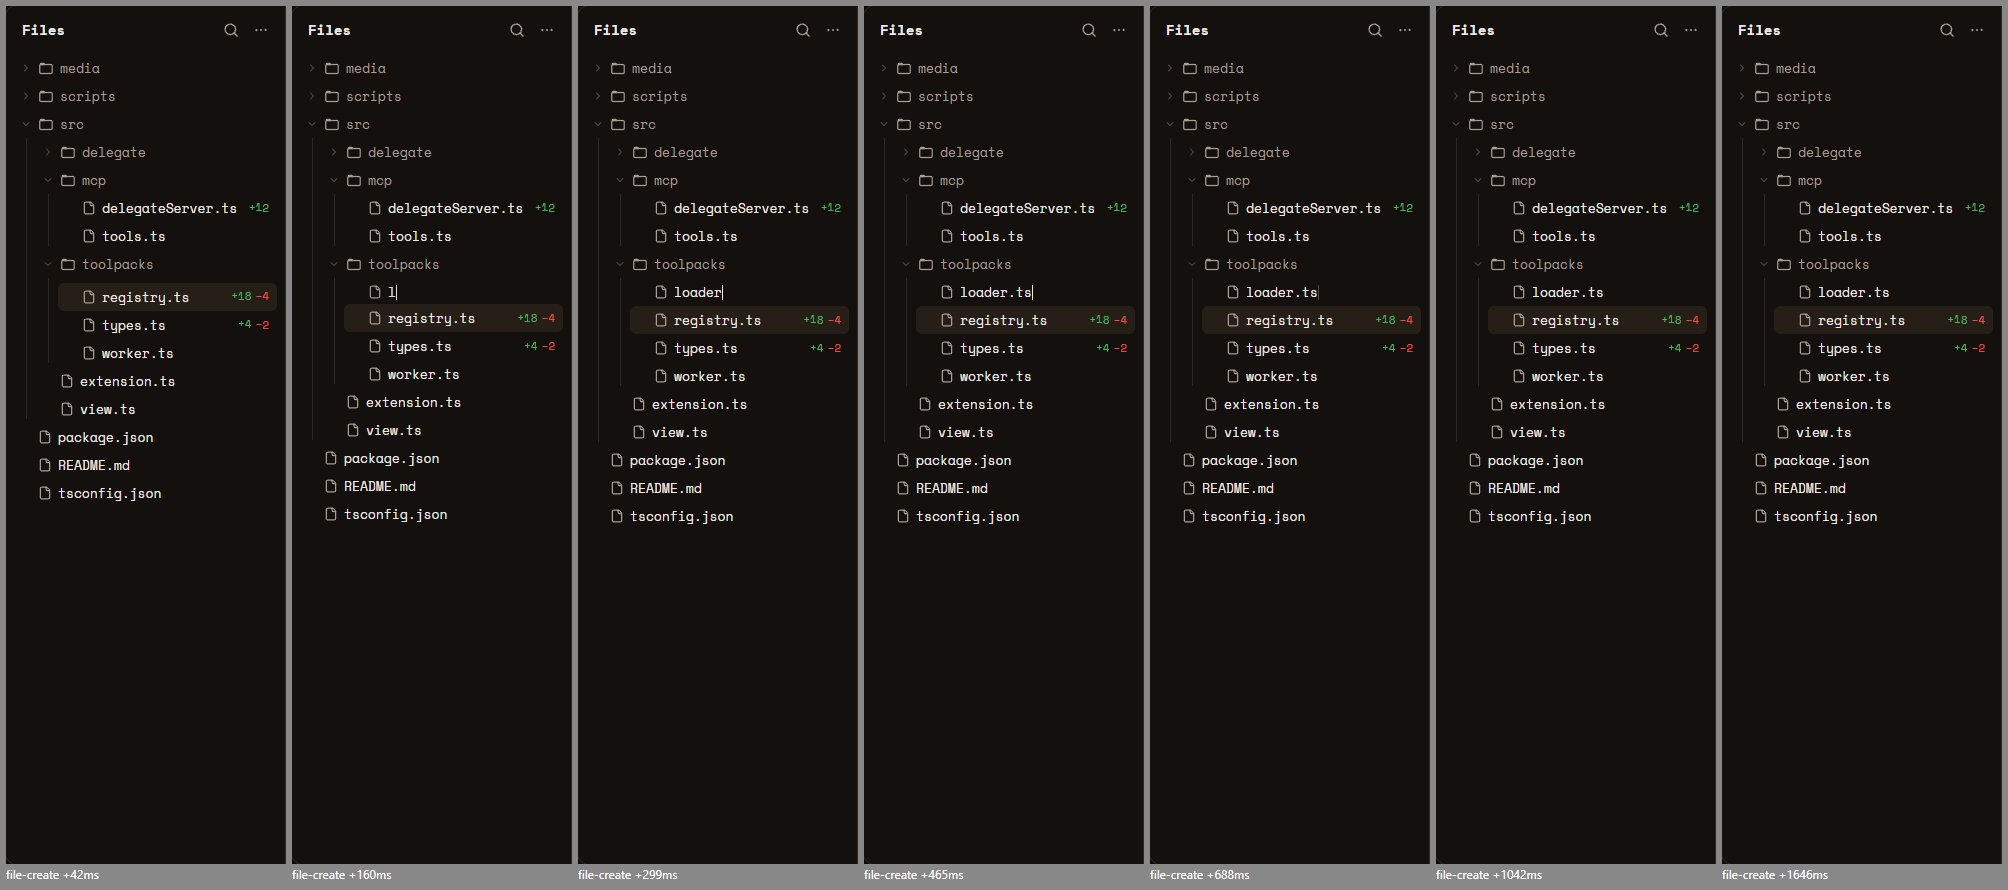 Files
media
scripts
src
delegate
mcp
delegateServer.ts +12
tools.ts
toolpacks
registry.ts +18 -4
types.ts +4 -2
worker.ts
extension.ts
view.ts
package.json
README.md
tsconfig.json
file-create +42ms
Files
media
scripts
src
delegate
mcp
delegateServer.ts +12
tools.ts
toolpacks
l
registry.ts +18 -4
types.ts +4 -2
worker.ts
extension.ts
view.ts
package.json
README.md
tsconfig.json
file-create +160ms
Files
media
scripts
src
delegate
mcp
delegateServer.ts +12
tools.ts
toolpacks
loader
registry.ts +18 -4
types.ts +4 -2
worker.ts
extension.ts
view.ts
package.json
README.md
tsconfig.json
file-create +299ms
Files
media
scripts
src
delegate
mcp
delegateServer.ts +12
tools.ts
toolpacks
loader.ts
registry.ts +18 -4
types.ts +4 -2
worker.ts
extension.ts
view.ts
package.json
README.md
tsconfig.json
file-create +465ms
Files
media
scripts
src
delegate
mcp
delegateServer.ts +12
tools.ts
toolpacks
loader.ts
registry.ts +18 -4
types.ts +4 -2
worker.ts
extension.ts
view.ts
package.json
README.md
tsconfig.json
file-create +688ms
Files
media
scripts
src
delegate
mcp
delegateServer.ts +12
tools.ts
toolpacks
loader.ts
registry.ts +18 -4
types.ts +4 -2
worker.ts
extension.ts
view.ts
package.json
README.md
tsconfig.json
file-create +1042ms
Files
media
scripts
src
delegate
mcp
delegateServer.ts +12
tools.ts
toolpacks
loader.ts
registry.ts +18 -4
types.ts +4 -2
worker.ts
extension.ts
view.ts
package.json
README.md
tsconfig.json
file-create +1646ms